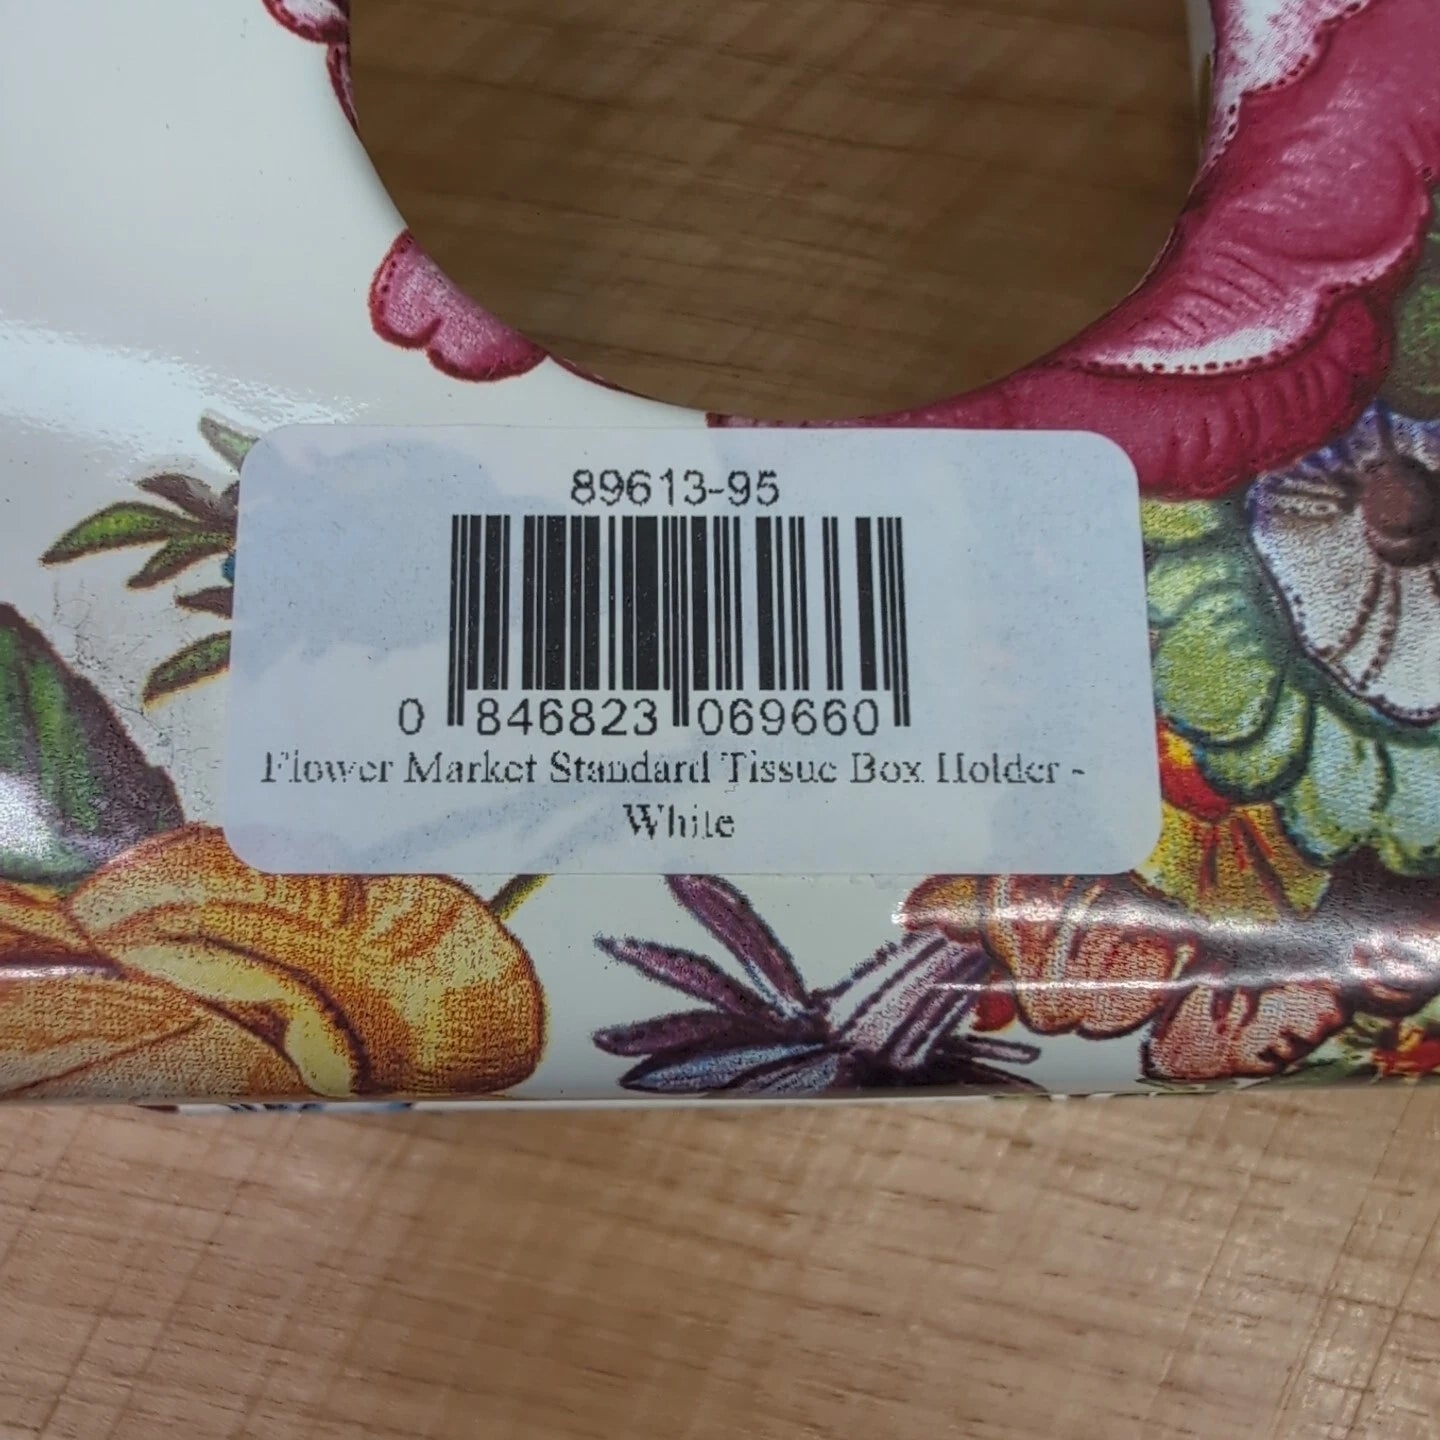 89613-95
0 846823 069660
Flower Market Standard Tissue Box Holder -
White